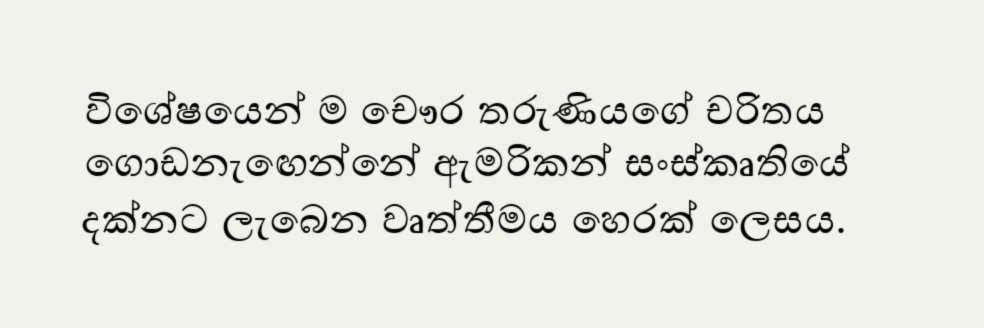 විශේෂයෙන් ම චෞර තරුණියගේ චරිතය
ගොඩනැඟෙන්නේ ඇමරිකන් සංස්කෘතියේ
දක්නට ලැබෙන වෘත්තීමය හෙරක් ලෙසය.